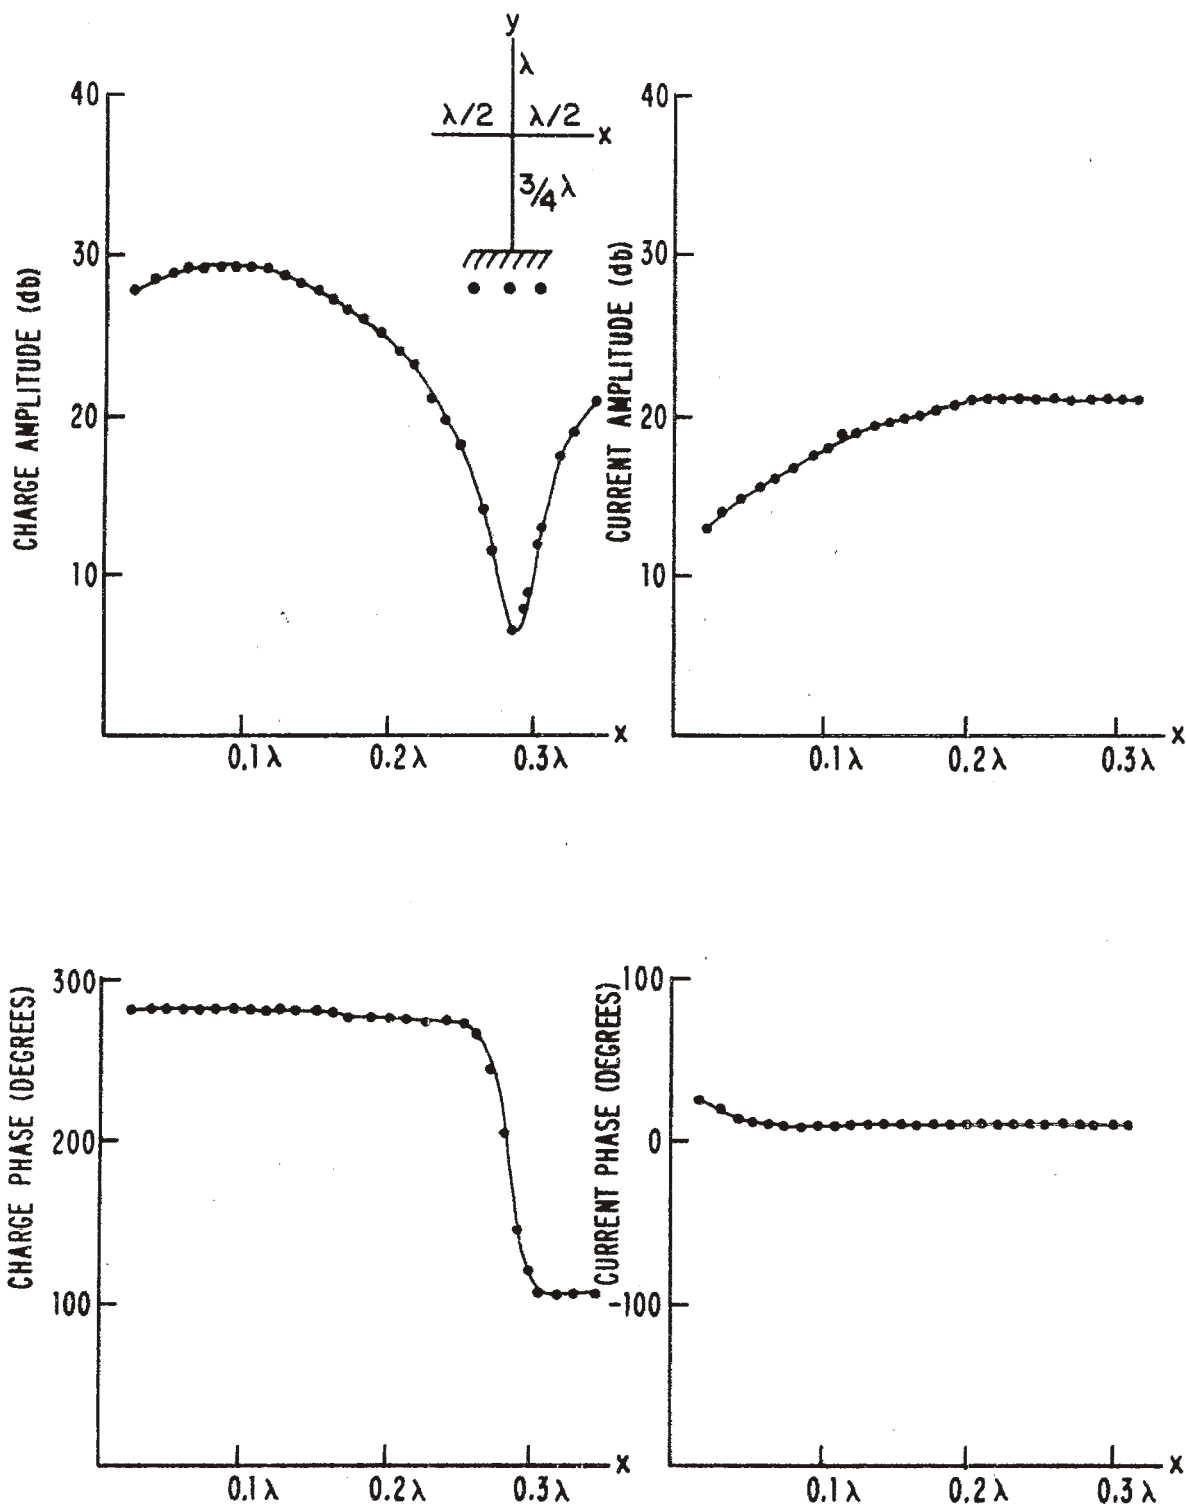 y
λ
λ/2 λ/2
x
3/4 λ
CHARGE AMPLITUDE (db)
40
30
20
10
0.1λ 0.2λ 0.3λ
x
CURRENT AMPLITUDE (db)
40
30
20
10
0.1λ 0.2λ 0.3λ
x
CHARGE PHASE (DEGREES)
300
200
100
0.1λ 0.2λ 0.3λ
x
CURRENT PHASE (DEGREES)
100
0
-100
0.1λ 0.2λ 0.3λ
x